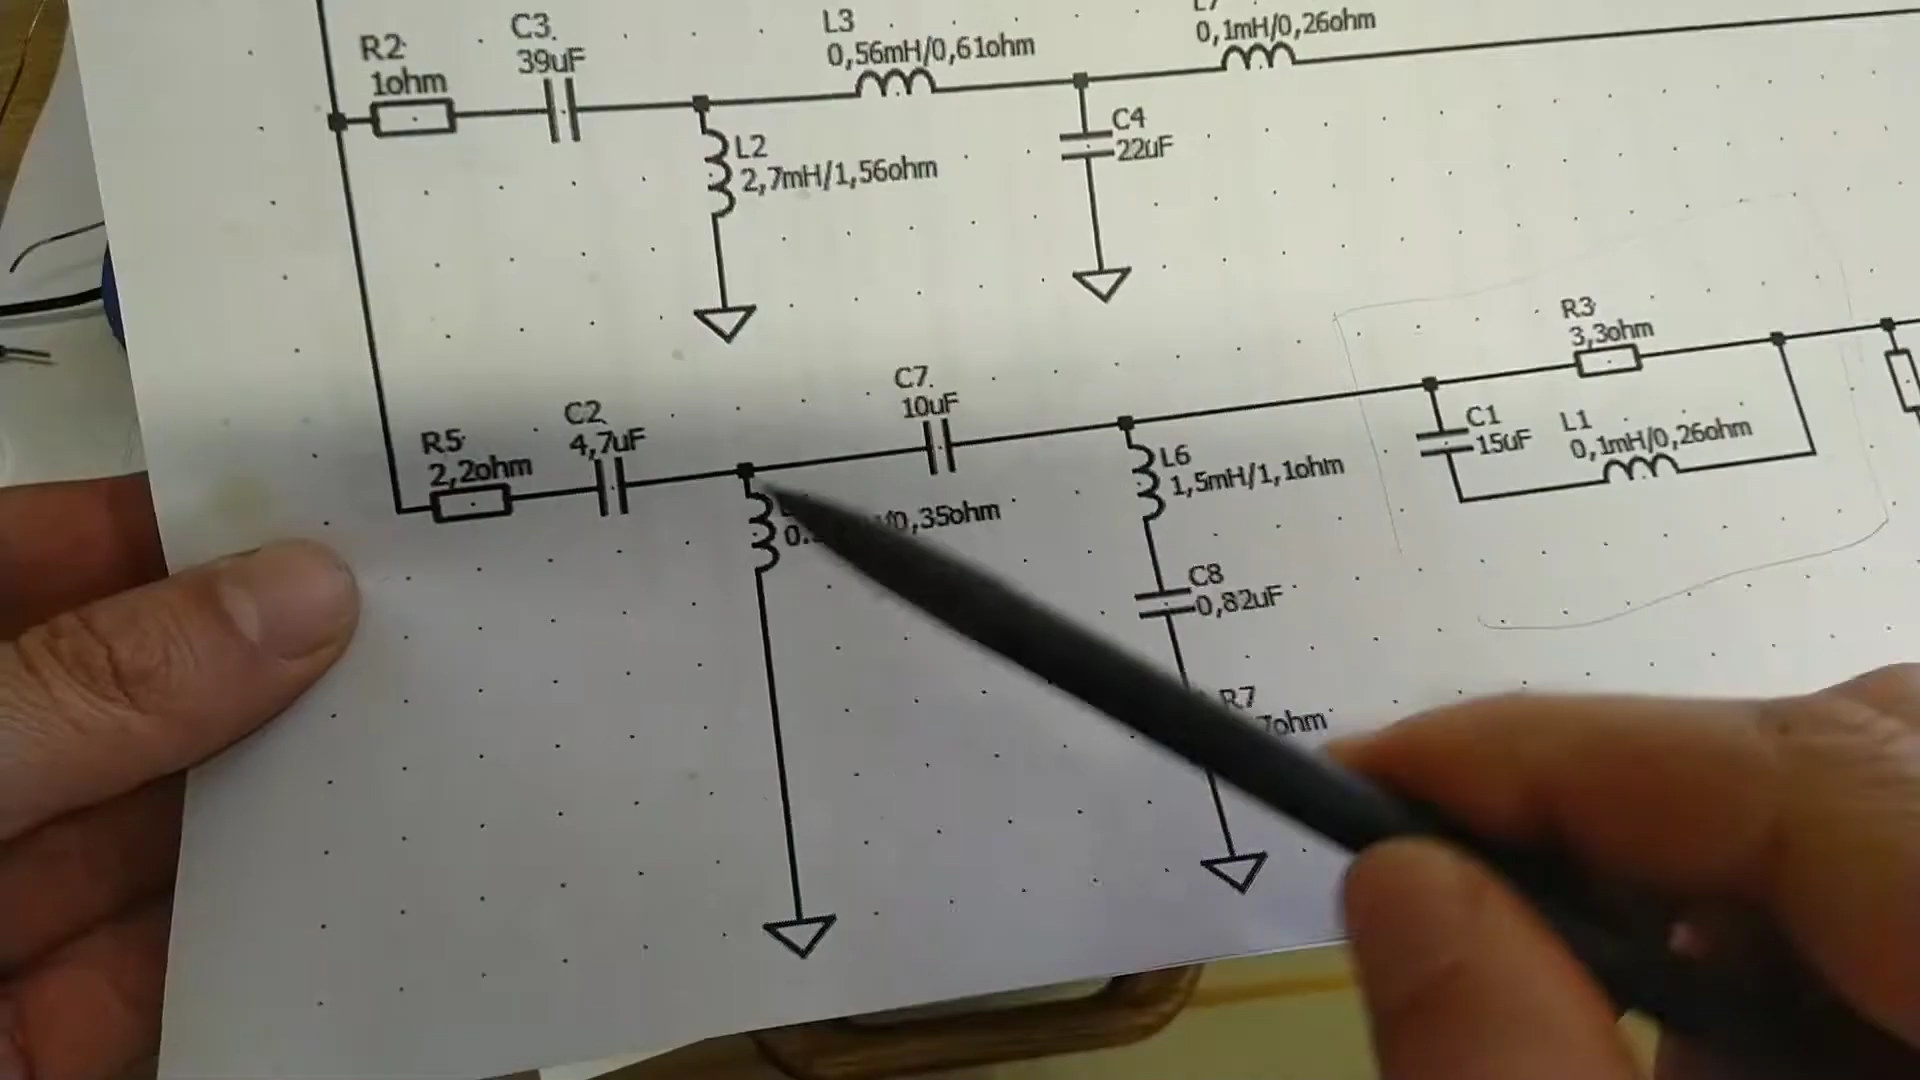 R2
1ohm
C3
39uF
L3
0,56mH/0,61ohm
0,1mH/0,26ohm
L2
2,7mH/1,56ohm
C4
22uF
R3
3,3ohm
C7
10uF
C2
4,7uF
R5
2,2ohm
0,35ohm
L6
1,5mH/1,1ohm
C1
15uF
L1
0,1mH/0,26ohm
C8
0,82uF
R7